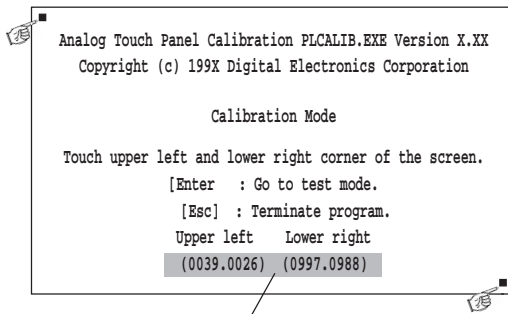 Analog Touch Panel Calibration PLCALIB.EXE Version X.XX
Copyright (c) 199X Digital Electronics Corporation
Calibration Mode
Touch upper left and lower right corner of the screen.
[Enter : Go to test mode.
[Esc] : Terminate program.
Upper left Lower right
(0039.0026) (0997.0988)